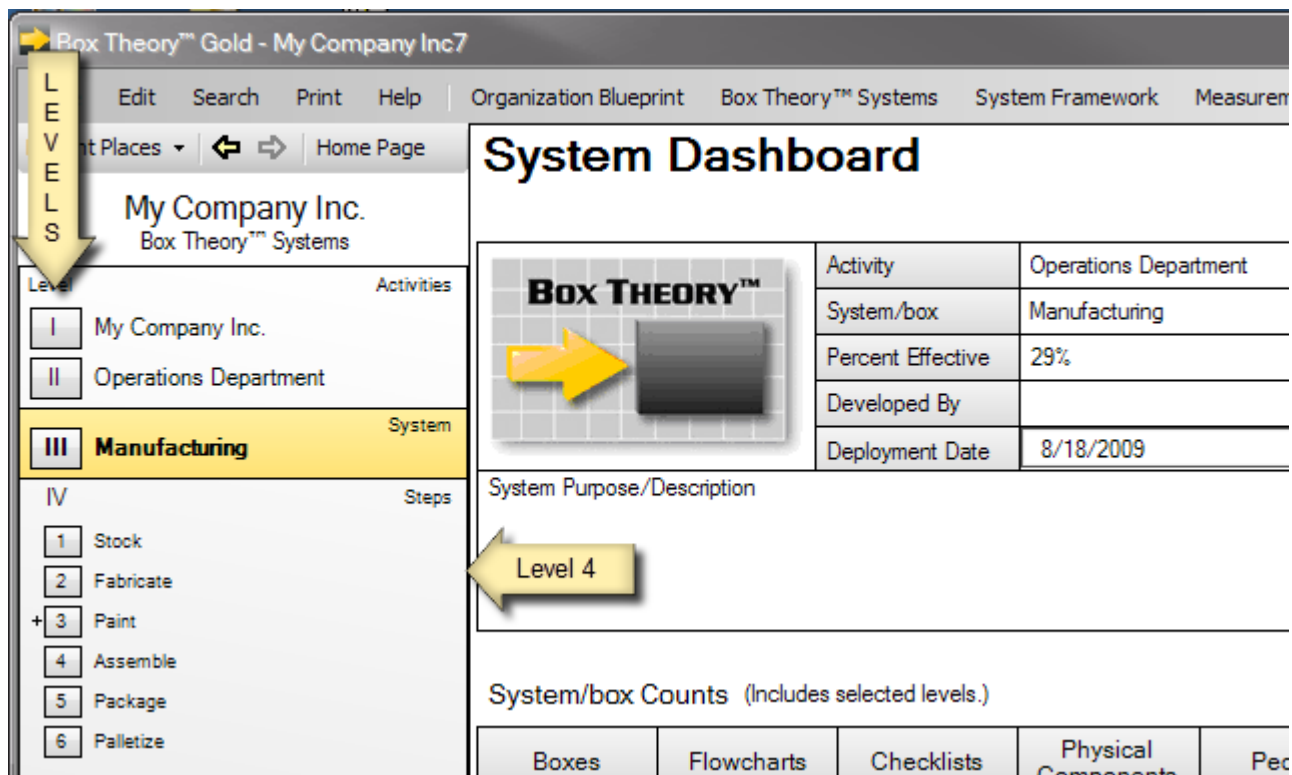 Box Theory™ Gold - My Company Inc7
Edit Search Print Help Organization Blueprint Box Theory™ Systems System Framework
Places Home Page
LEVELS
My Company Inc.
Box Theory™ Systems
Level Activities
I My Company Inc.
II Operations Department
III Manufacturing System
IV Steps
1 Stock
2 Fabricate
+ 3 Paint
4 Assemble
5 Package
6 Palletize
System Dashboard
BOX THEORY™
Activity Operations Department
System/box Manufacturing
Percent Effective 29%
Developed By
Deployment Date 8/18/2009
System Purpose/Description
Level 4
System/box Counts (Includes selected levels.)
Boxes Flowcharts Checklists Physical
Components